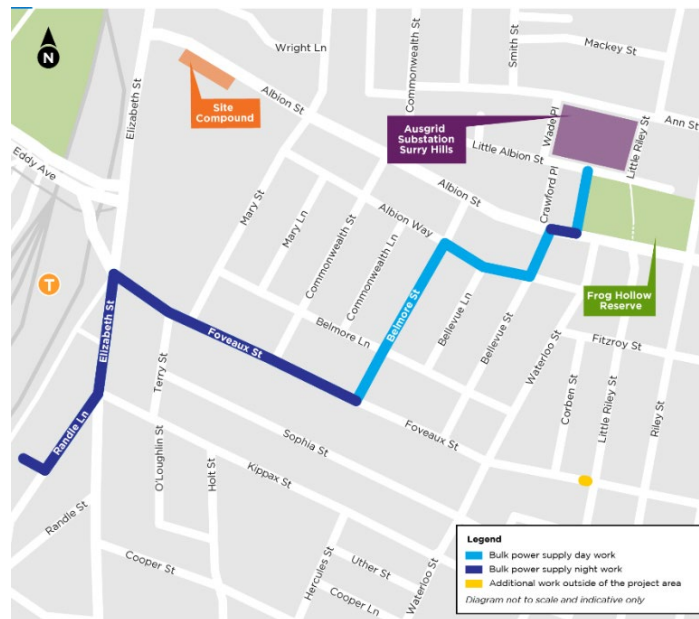 N
Elizabeth St
Wright Ln
Commonwealth St
Smith St
Mackey St
Site
Compound
Albion St
Ausgrid
Substation
Surry Hills
Wade Pl
Ann St
Little Riley St
Little Albion St
Eddy Ave
Crawford Pl
Albion St
Mary St
Mary Ln
Albion Way
Commonwealth St
Commonwealth Ln
T
Frog Hollow
Reserve
Belmore St
Bellevue Ln
Bellevue St
Elizabeth St
Foveaux St
Belmore Ln
Waterloo St
Fitzroy St
Terry St
Corben St
Little Riley St
Riley St
Randle Ln
Foveaux St
Sophia St
O'Loughlin St
Holt St
Kippax St
Randle St
Cooper St
Hercules St
Uther St
Cooper Ln
Waterloo St
Legend
Bulk power supply day work
Bulk power supply night work
Additional work outside of the project area
Diagram not to scale and indicative only